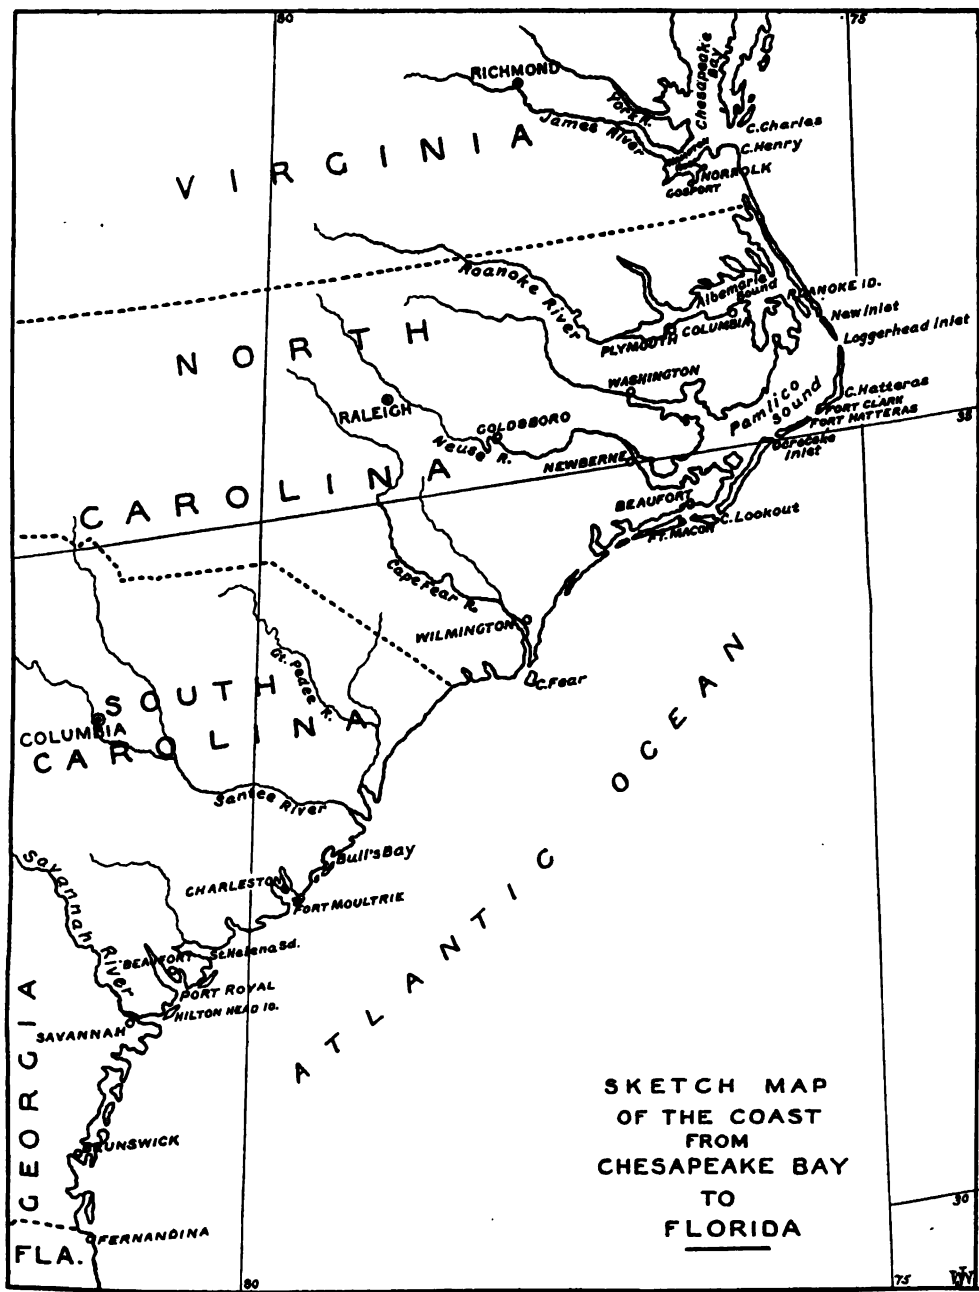 80
75
Chesapeake
Bay
RICHMOND
York R.
James River
C. Charles
C. Henry
NORFOLK
GOSPORT
VIRGINIA
Roanoke River
Albemarle
Sound
ROANOKE ID.
New Inlet
Loggerhead Inlet
PLYMOUTH
COLUMBIA
NORTH
WASHINGTON
Pamlico
Sound
C. Hatteras
FORT CLARK
FORT HATTERAS
35
Ocracoke
Inlet
RALEIGH
GOLDSBORO
Neuse R.
NEWBERNE
CAROLINA
BEAUFORT
C. Lookout
FT. MACON
Cape Fear R.
WILMINGTON
C. Fear
Gt. Pedee R.
SOUTH
COLUMBIA
CAROLINA
Santee River
ATLANTIC OCEAN
Bull's Bay
CHARLESTON
FORT MOULTRIE
Savannah River
St. Helena Sd.
BEAUFORT
PORT ROYAL
HILTON HEAD ID.
SAVANNAH
GEORGIA
BRUNSWICK
FERNANDINA
FLA.
SKETCH MAP
OF THE COAST
FROM
CHESAPEAKE BAY
TO
FLORIDA
30
80
75